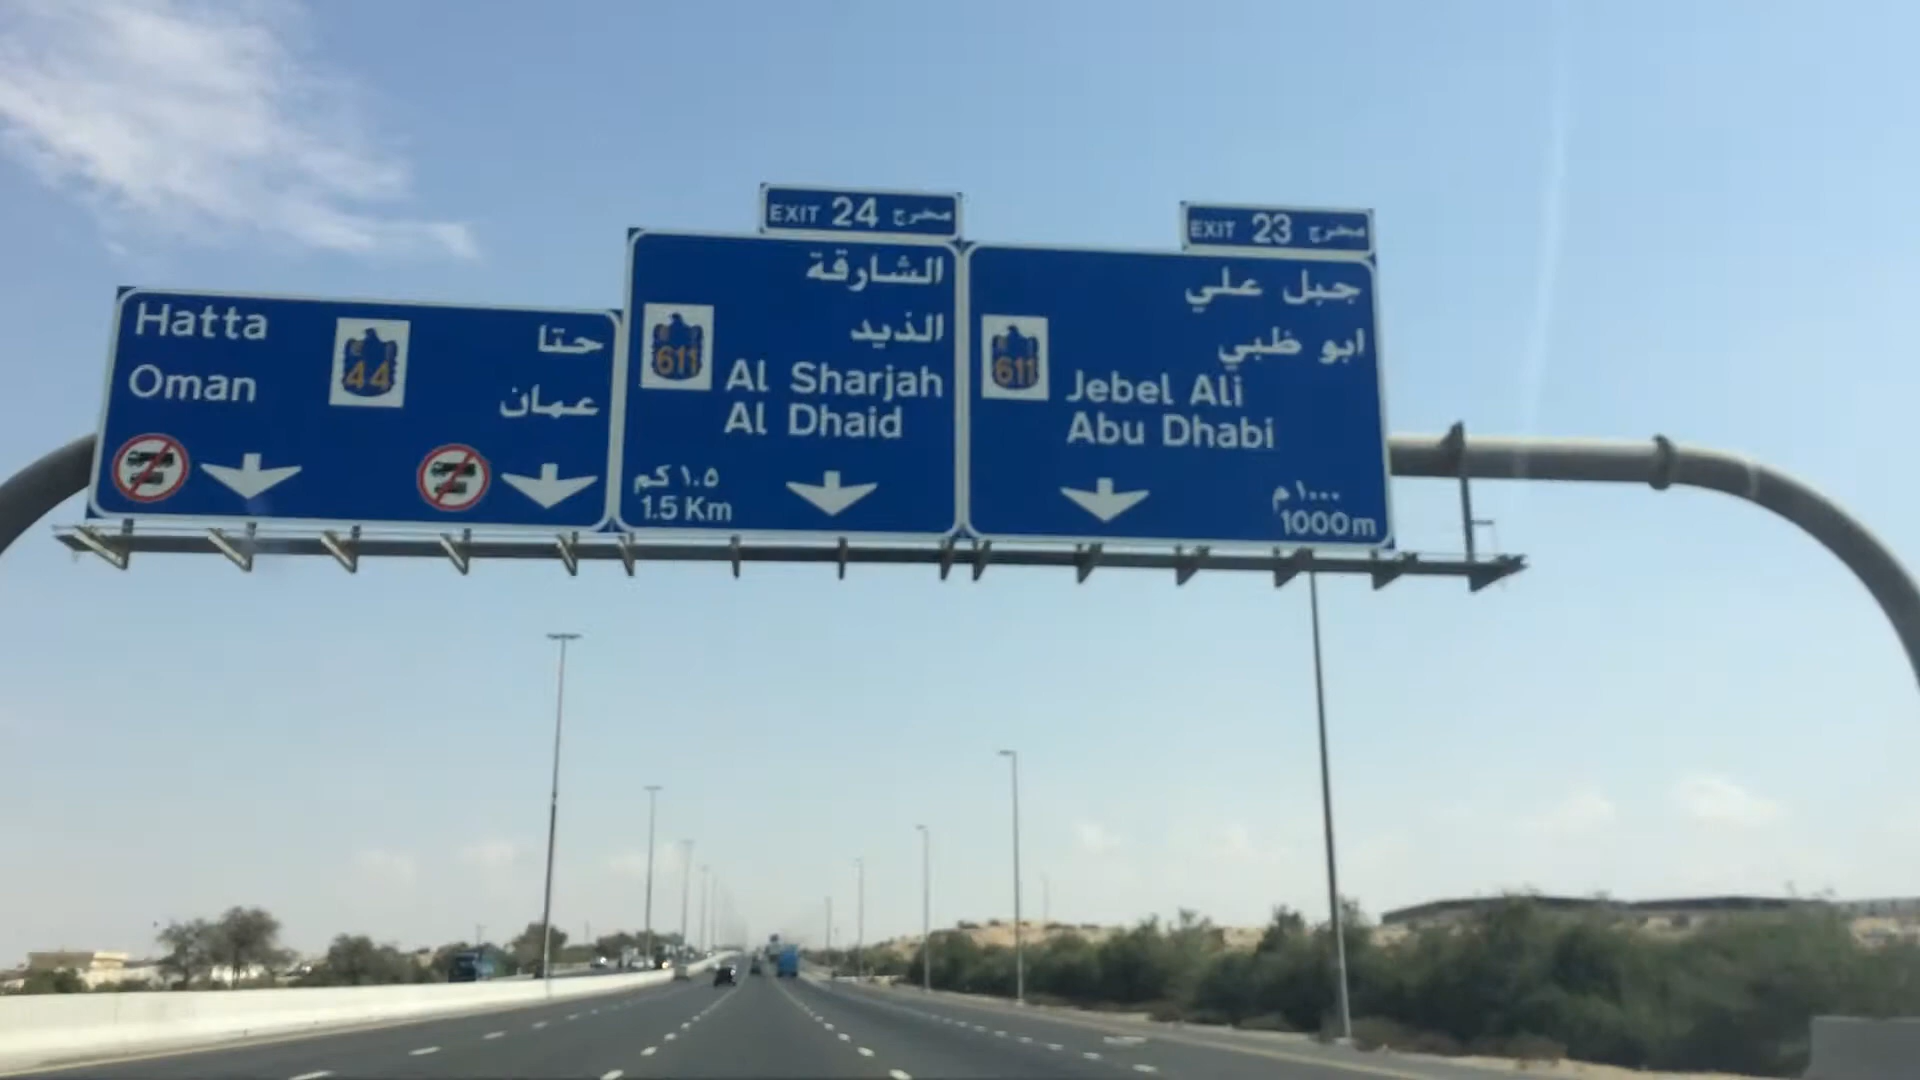 Hatta
حتا
E 44
Oman
عمان
EXIT 24 مخرج
الشارقة
الذيد
611
Al Sharjah
Al Dhaid
١.٥ كم
1.5 Km
EXIT 23 مخرج
جبل علي
ابو ظبي
611
Jebel Ali
Abu Dhabi
١٠٠٠ م
1000m